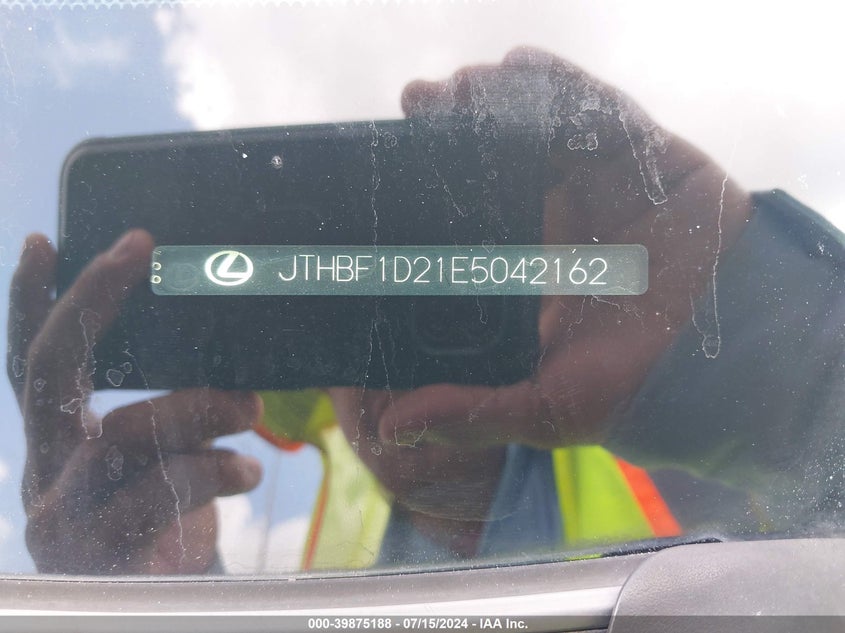 JTHBF1D21E5042162
000-39875188 - 07/15/2024 - IAA Inc.